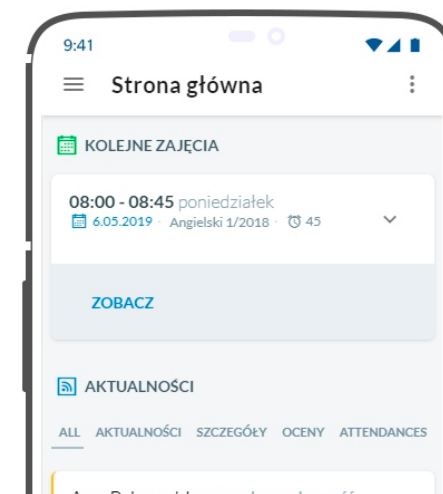 9:41
Strona główna
KOLEJNE ZAJĘCIA
08:00 - 08:45 poniedziałek
6.05.2019 · Angielski 1/2018 · 45
ZOBACZ
AKTUALNOŚCI
ALL AKTUALNOŚCI SZCZEGÓŁY OCENY ATTENDANCES